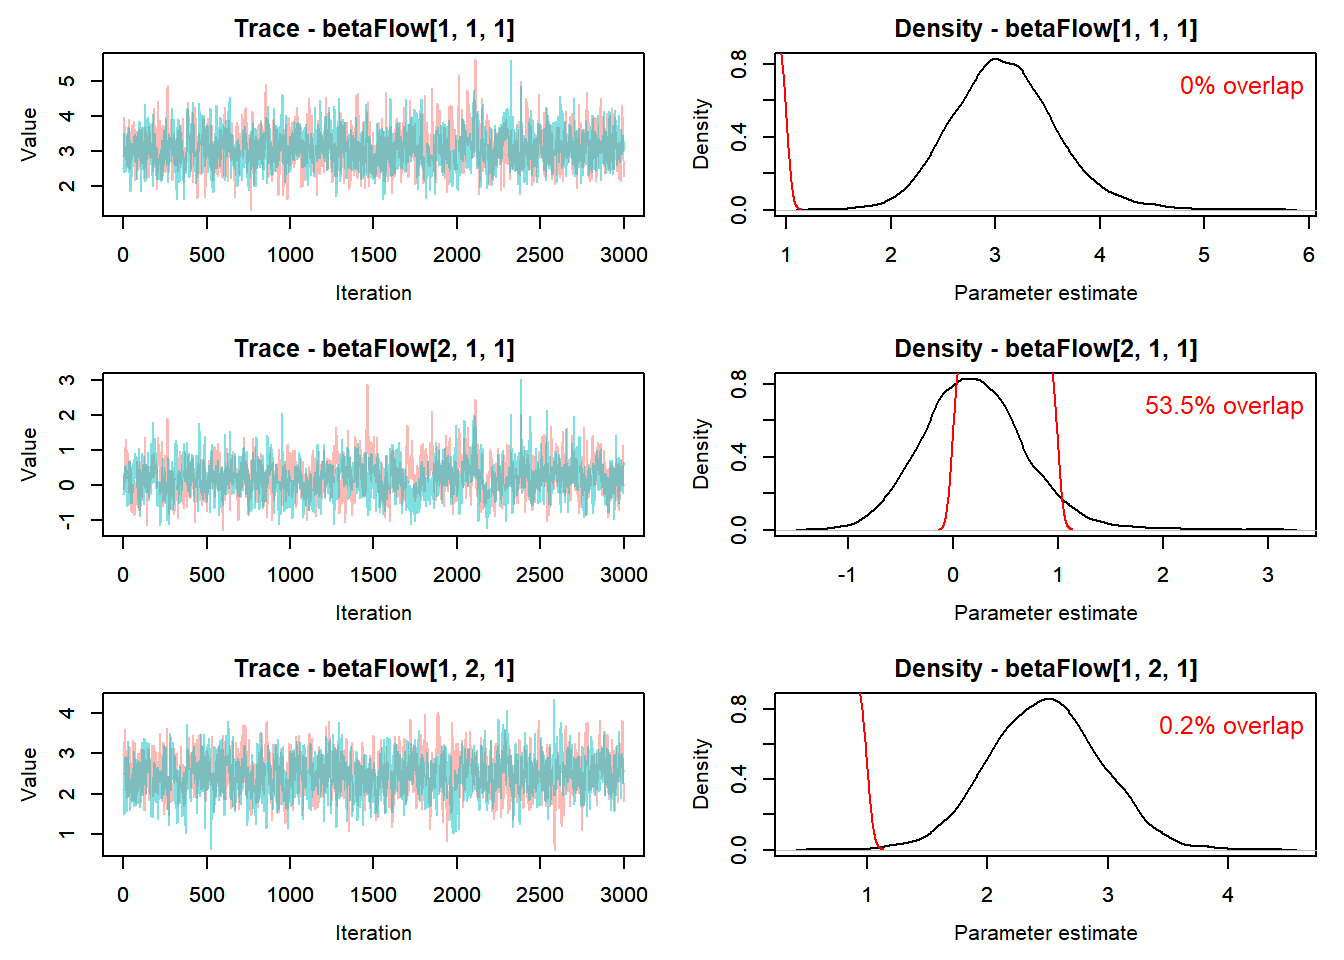 Trace - betaFlow[1, 1, 1]
Value
5
4
3
2
0 500 1000 1500 2000 2500 3000
Iteration
Density - betaFlow[1, 1, 1]
Density
0.8
0.4
0.0
0% overlap
1 2 3 4 5 6
Parameter estimate
Trace - betaFlow[2, 1, 1]
Value
3
2
1
0
-1
0 500 1000 1500 2000 2500 3000
Iteration
Density - betaFlow[2, 1, 1]
Density
0.8
0.4
0.0
53.5% overlap
-1 0 1 2 3
Parameter estimate
Trace - betaFlow[1, 2, 1]
Value
4
3
2
1
0 500 1000 1500 2000 2500 3000
Iteration
Density - betaFlow[1, 2, 1]
Density
0.8
0.4
0.0
0.2% overlap
1 2 3 4
Parameter estimate